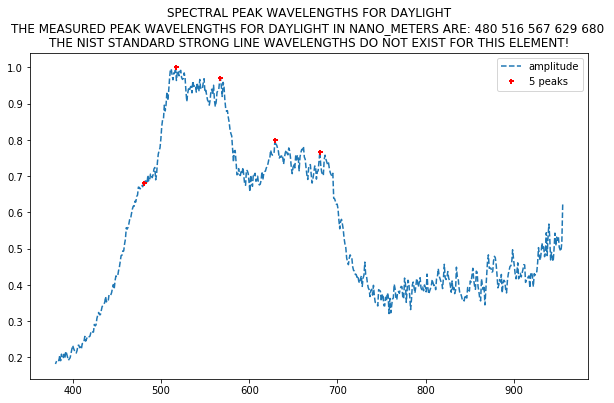 SPECTRAL PEAK WAVELENGTHS FOR DAYLIGHT
THE MEASURED PEAK WAVELENGTHS FOR DAYLIGHT IN NANO_METERS ARE: 480 516 567 629 680
THE NIST STANDARD STRONG LINE WAVELENGTHS DO NOT EXIST FOR THIS ELEMENT!
amplitude
5 peaks
1.0
0.9
0.8
0.7
0.6
0.5
0.4
0.3
0.2
400 500 600 700 800 900